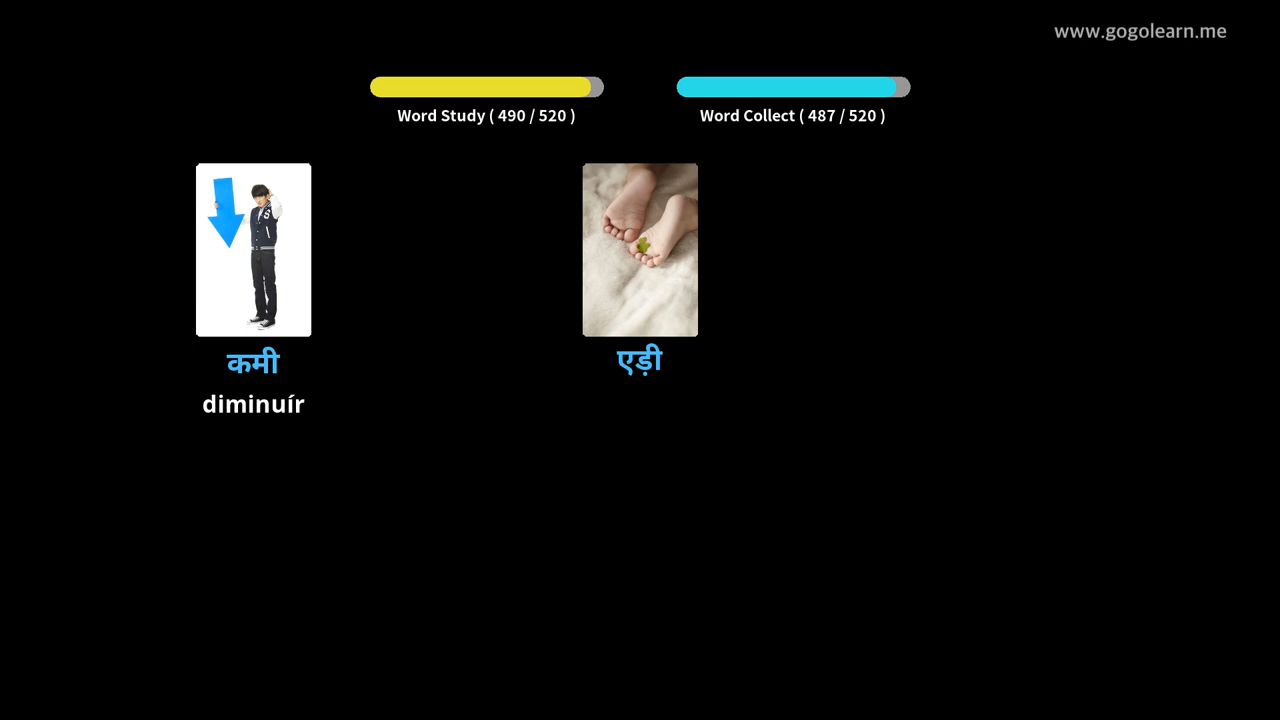 www.gogolearn.me
Word Study ( 490 / 520 )
Word Collect ( 487 / 520 )
कमी
एड़ी
diminuír